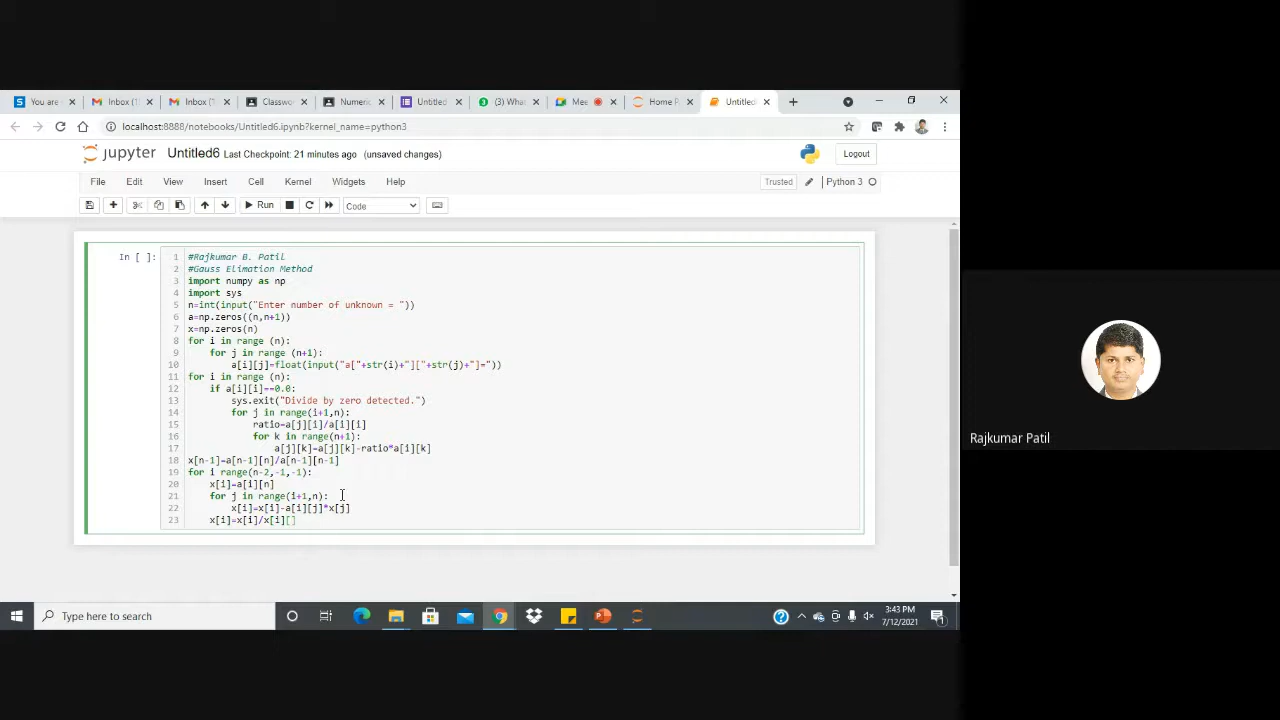 You are
Inbox (1
Inbox (1
Classwo
Numeric
Untitled
(3) Wha
Mee
Home P
Untitled
localhost:8888/notebooks/Untitled6.ipynb?kernel_name=python3
jupyter Untitled6 Last Checkpoint: 21 minutes ago (unsaved changes)
Logout
File Edit View Insert Cell Kernel Widgets Help
Trusted Python 3
Run Code
In [ ]:
1 #Rajkumar B. Patil
2 #Gauss Elimation Method
3 import numpy as np
4 import sys
5 n=int(input("Enter number of unknown = "))
6 a=np.zeros((n,n+1))
7 x=np.zeros(n)
8 for i in range (n):
9 for j in range (n+1):
10 a[i][j]=float(input("a["+str(i)+"]["+str(j)+"]="))
11 for i in range (n):
12 if a[i][i]==0.0:
13 sys.exit("Divide by zero detected.")
14 for j in range(i+1,n):
15 ratio=a[j][i]/a[i][i]
16 for k in range(n+1):
17 a[j][k]=a[j][k]-ratio*a[i][k]
18 x[n-1]=a[n-1][n]/a[n-1][n-1]
19 for i range(n-2,-1,-1):
20 x[i]=a[i][n]
21 for j in range(i+1,n):
22 x[i]=x[i]-a[i][j]*x[j]
23 x[i]=x[i]/x[i][]
Rajkumar Patil
Type here to search
3:43 PM
7/12/2021